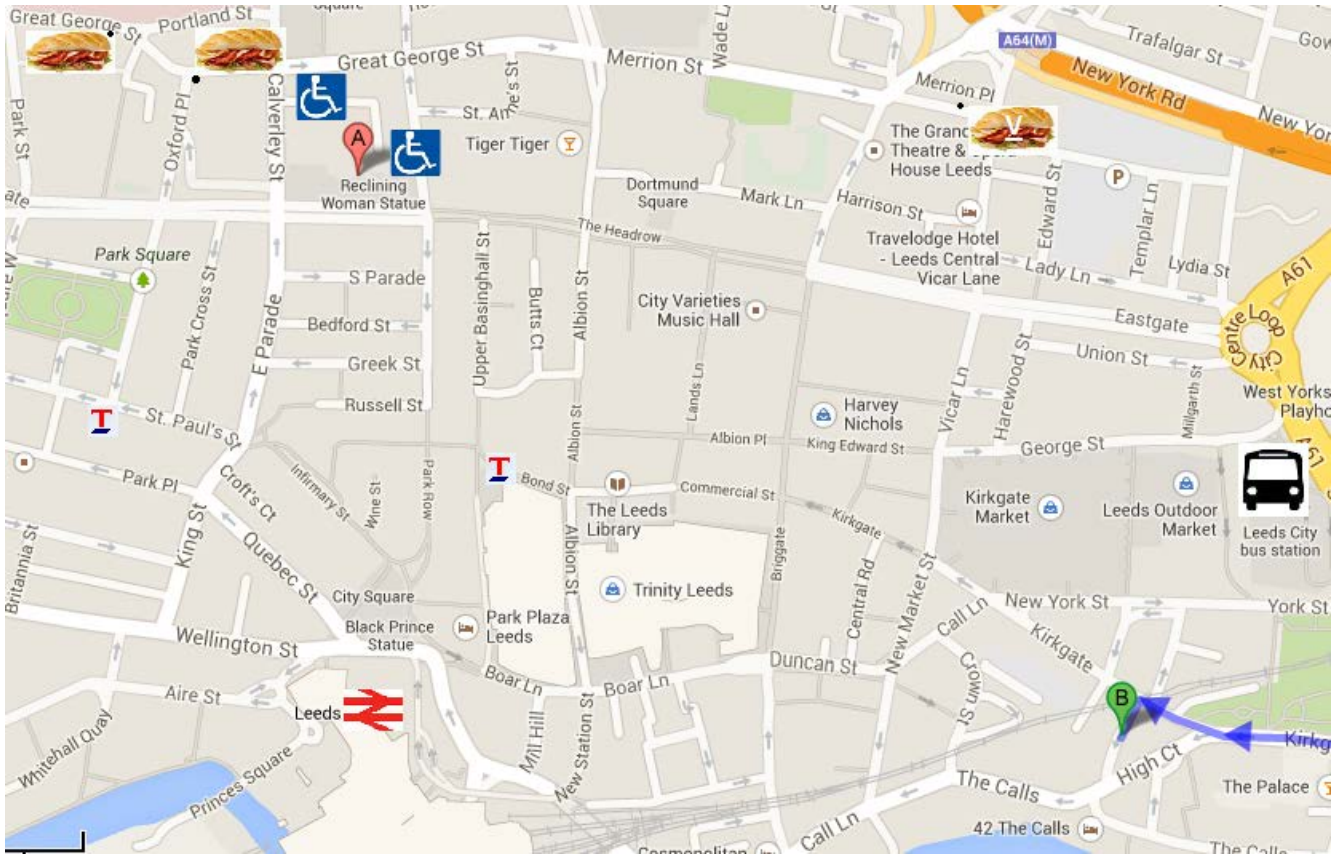 Great George St
Portland St
Square
Wade Ln
A64(M)
Trafalgar St
New York Rd
New Yor
Great George St
Merrion St
Merrion Pl
Park St
Oxford Pl
Calverley St
St. Anne's St
A
Tiger Tiger
Reclining
Woman Statue
The Grand
Theatre & Opera
House Leeds
V
P
Dortmund
Square
Mark Ln
Harrison St
Edward St
Templar Ln
The Headrow
Travelodge Hotel
- Leeds Central
Vicar Lane
Lady Ln
Lydia St
A61
Park Square
Park Cross St
E Parade
S Parade
Bedford St
Greek St
Russell St
Upper Basinghall St
Butts Ct
Albion St
City Varieties
Music Hall
Lands Ln
Eastgate
Union St
City Centre Loop
Vicar Ln
Harewood St
Millgarth St
West Yorks
Playho
Harvey
Nichols
T
St. Paul's St
Albion St
Albion Pl
King Edward St
George St
A61
Park Pl
Croft's Ct
Infirmary St
Wine St
Park Row
T
Bond St
The Leeds
Library
Commercial St
Kirkgate
Kirkgate
Market
Leeds Outdoor
Market
Leeds City
bus station
Britannia St
King St
Quebec St
City Square
Black Prince
Statue
Park Plaza
Leeds
Albion St
Trinity Leeds
Briggate
Central Rd
New Market St
Call Ln
New York St
York St
Kirkgate
Wellington St
Boar Ln
Boar Ln
Duncan St
Crown St
Aire St
Leeds
B
Kirkg
Whitehall Quay
Princes Square
Mill Hill
New Station St
High Ct
The Calls
The Palace
Call Ln
42 The Calls
The Calls
Cosmopolitan